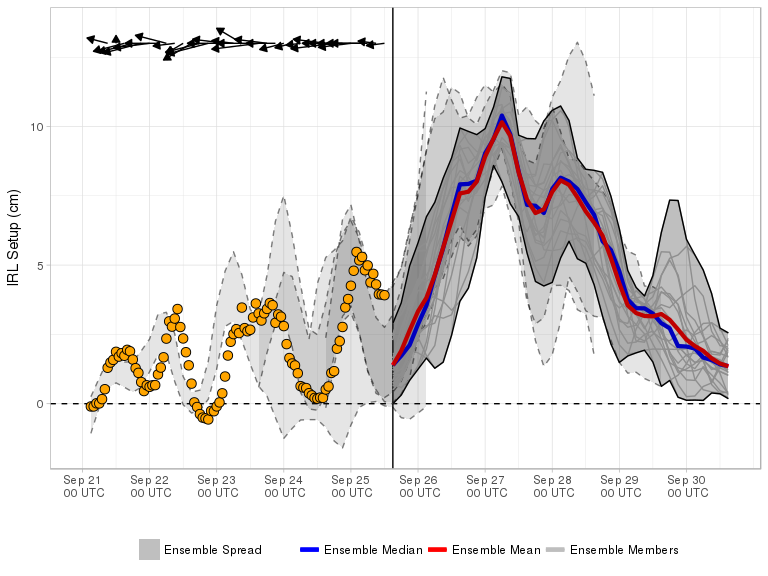 IRL Setup (cm)
10
5
0
Sep 21 Sep 22 Sep 23 Sep 24 Sep 25 Sep 26 Sep 27 Sep 28 Sep 29 Sep 30
00 UTC 00 UTC 00 UTC 00 UTC 00 UTC 00 UTC 00 UTC 00 UTC 00 UTC 00 UTC
Ensemble Spread Ensemble Median Ensemble Mean Ensemble Members